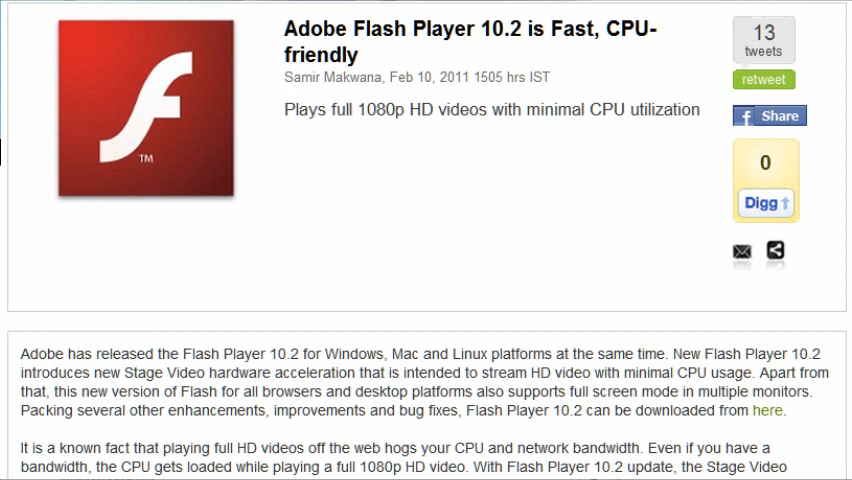 Adobe Flash Player 10.2 is Fast, CPU-
friendly
Samir Makwana, Feb 10, 2011 1505 hrs IST
Plays full 1080p HD videos with minimal CPU utilization
13
tweets
retweet
f Share
0
Digg
TM
Adobe has released the Flash Player 10.2 for Windows, Mac and Linux platforms at the same time. New Flash Player 10.2
introduces new Stage Video hardware acceleration that is intended to stream HD video with minimal CPU usage. Apart from
that, this new version of Flash for all browsers and desktop platforms also supports full screen mode in multiple monitors.
Packing several other enhancements, improvements and bug fixes, Flash Player 10.2 can be downloaded from here.
It is a known fact that playing full HD videos off the web hogs your CPU and network bandwidth. Even if you have a
bandwidth, the CPU gets loaded while playing a full 1080p HD video. With Flash Player 10.2 update, the Stage Video